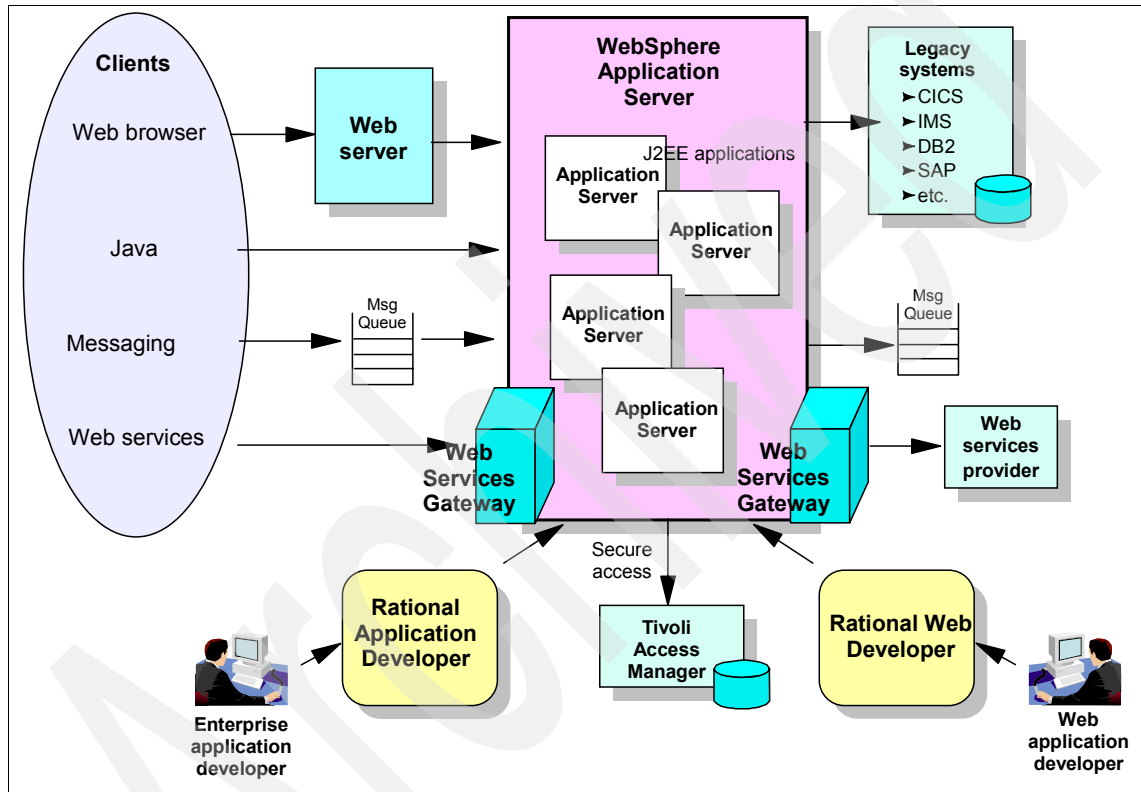 Clients
Web browser
Java
Messaging
Web services
Web
server
Msg
Queue
WebSphere
Application
Server
J2EE applications
Application
Server
Application
Server
Application
Server
Application
Server
Web
Services
Gateway
Web
Services
Gateway
Legacy
systems
➤CICS
➤IMS
➤DB2
➤SAP
➤etc.
Msg
Queue
Web
services
provider
Secure
access
Rational
Application
Developer
Tivoli
Access
Manager
Rational Web
Developer
Enterprise
application
developer
Web
application
developer
Archived